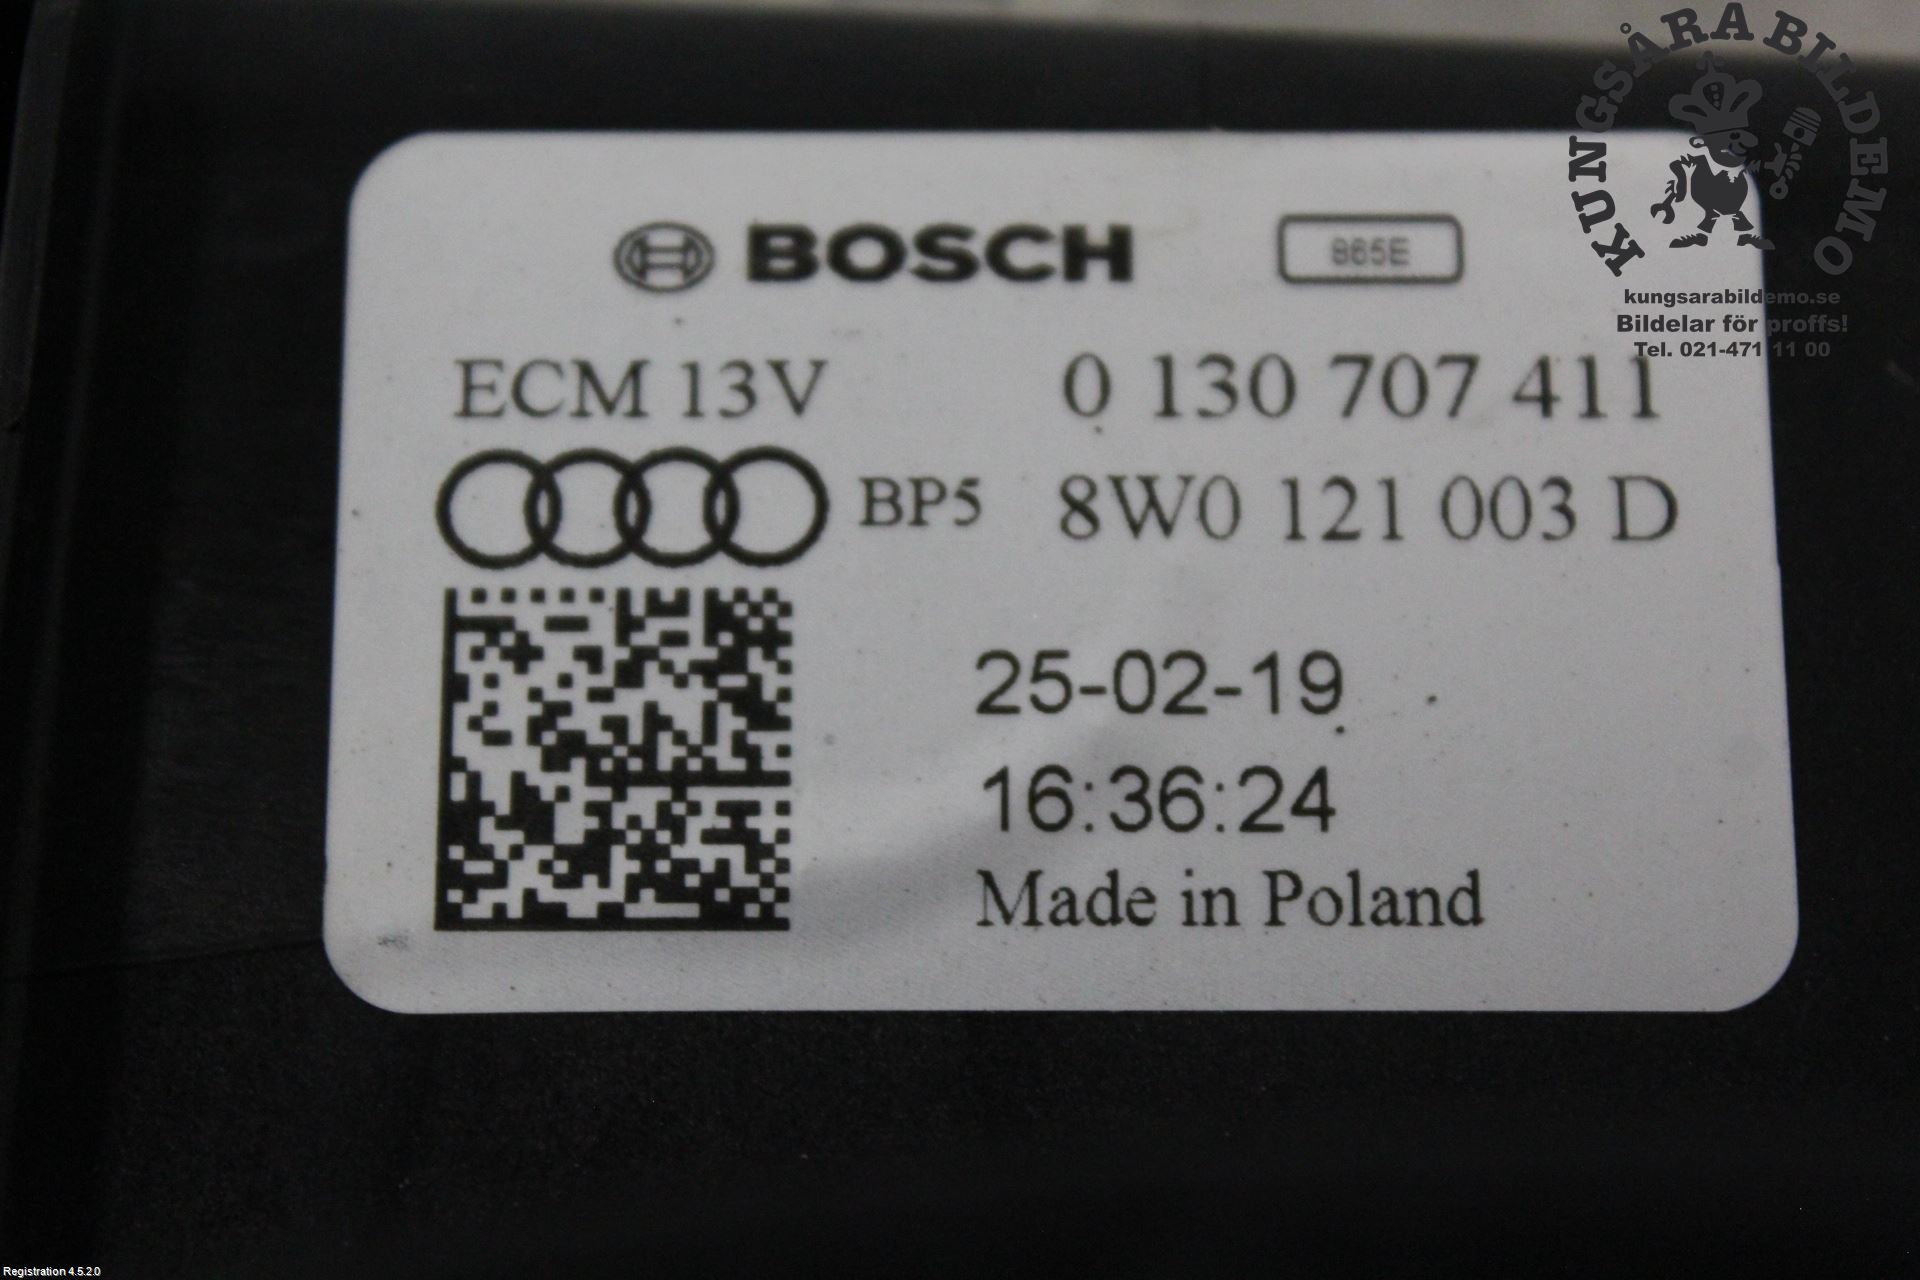 KUNGSÅRA BILDEMO
kungsarabildemo.se
Bildelar för proffs!
Tel. 021-471 11 00
BOSCH 865E
ECM 13V 0 130 707 411
BP5 8W0 121 003 D
25-02-19
16:36:24
Made in Poland
Registration 4.5.2.0